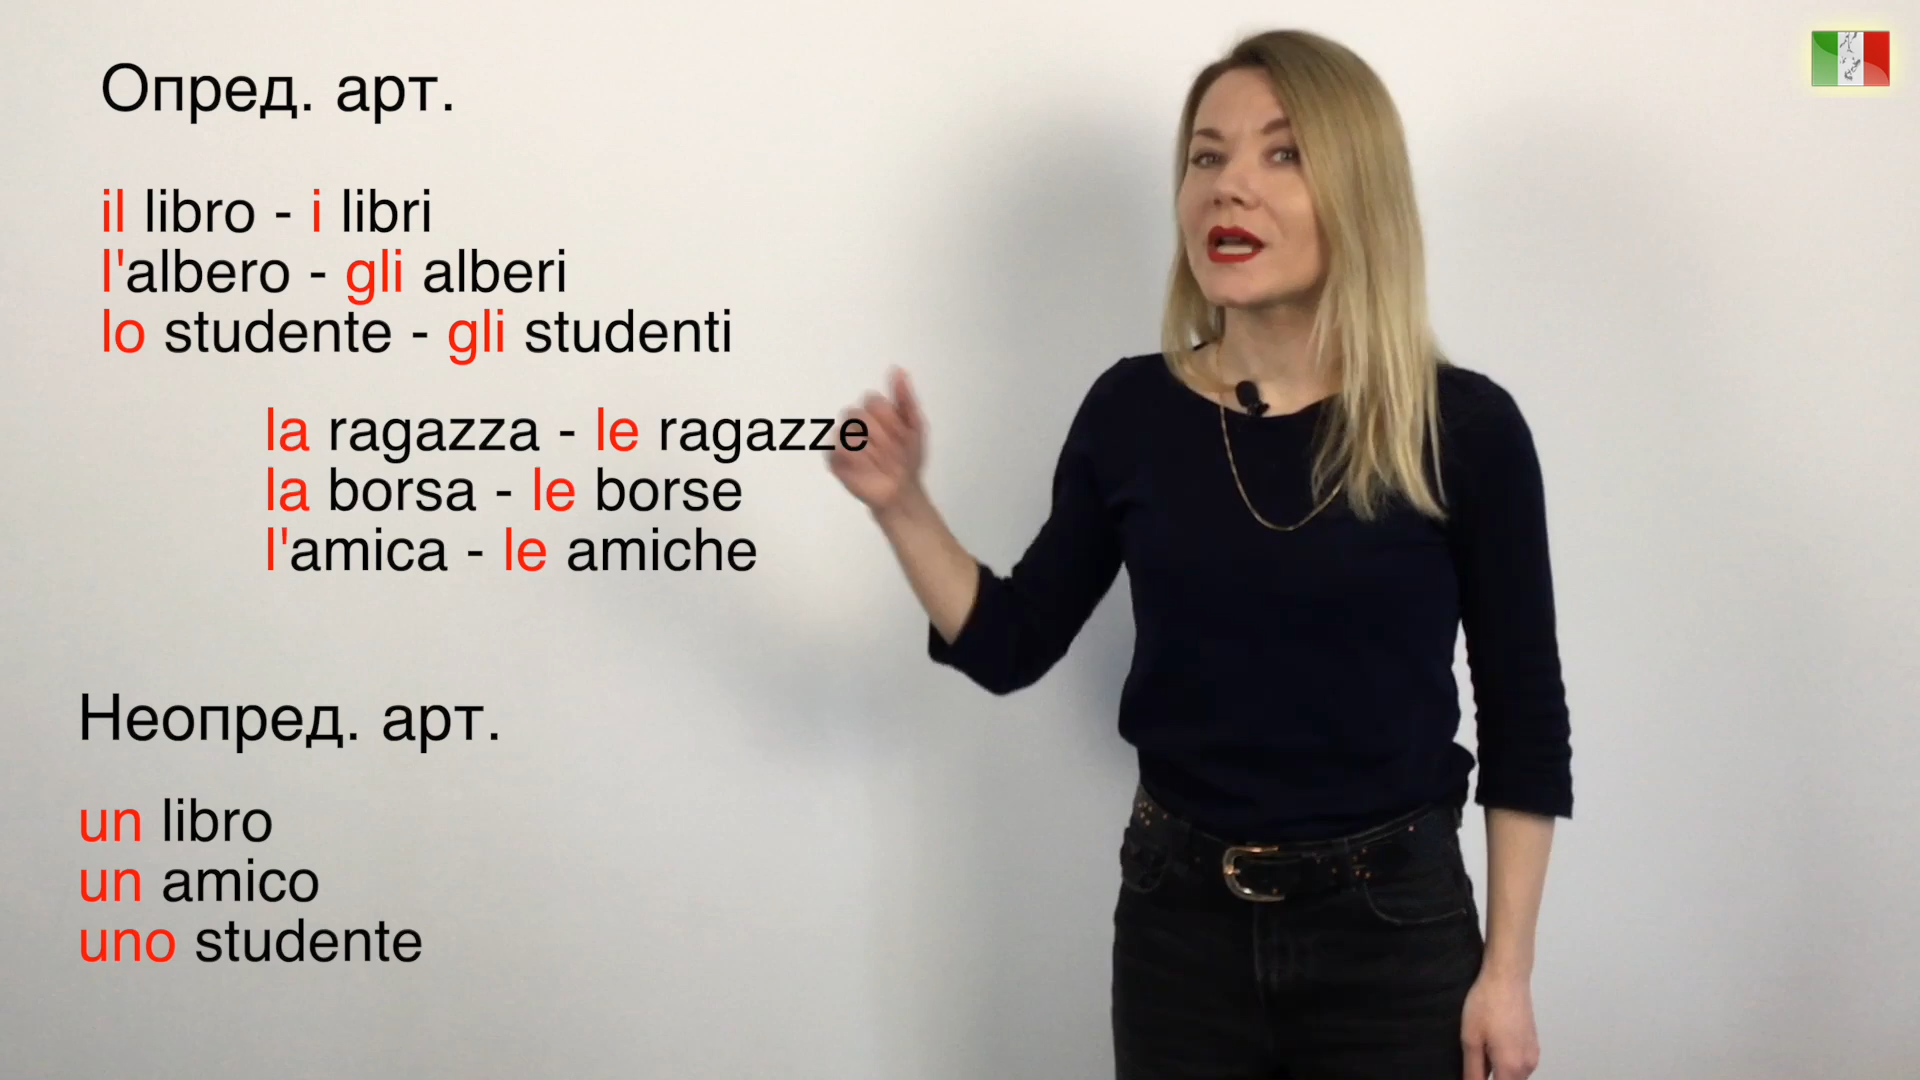 Опред. арт.
il libro - i libri
l'albero - gli alberi
lo studente - gli studenti
la ragazza - le ragazze
la borsa - le borse
l'amica - le amiche
Неопред. арт.
un libro
un amico
uno studente